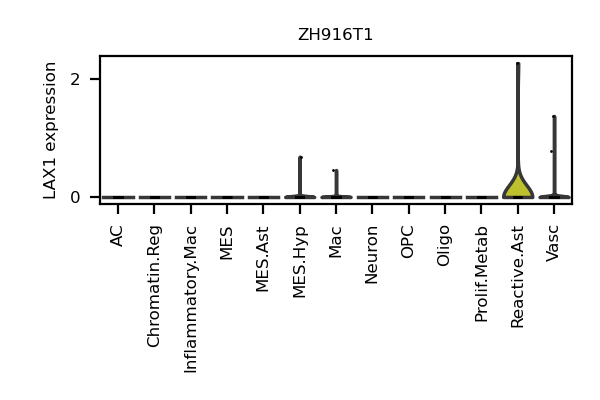 ZH916T1
LAX1 expression
2
0
AC
Chromatin.Reg
Inflammatory.Mac
MES
MES.Ast
MES.Hyp
Mac
Neuron
OPC
Oligo
Prolif.Metab
Reactive.Ast
Vasc